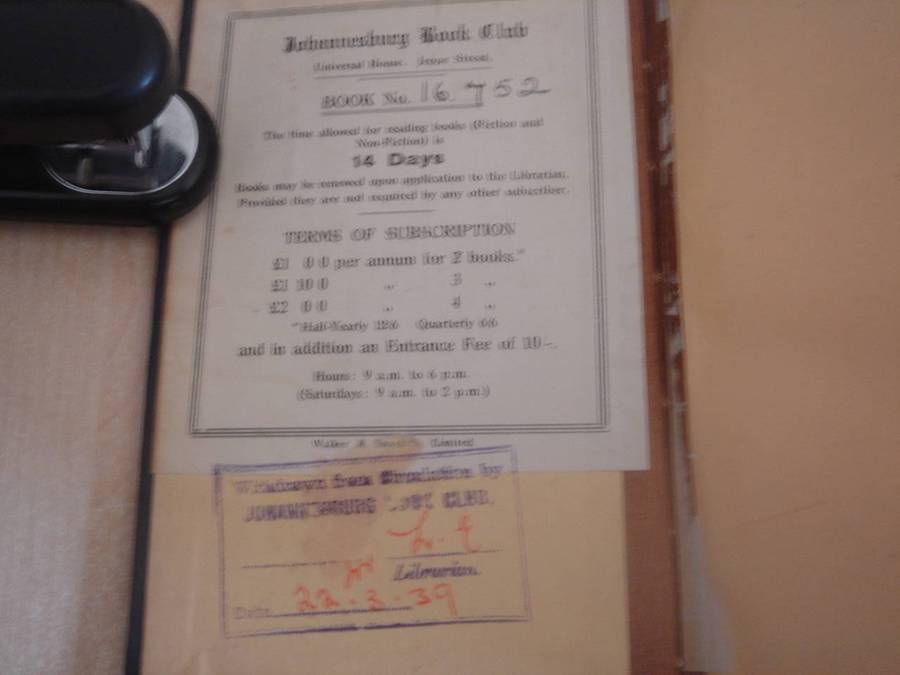 Johannesburg Book Club
Universal House, Jeppe Street.
BOOK No. 16752
The time allowed for reading books (Fiction and
Non-Fiction) is
14 Days
Books may be renewed upon application to the Librarian.
Provided they are not required by any other subscriber.
TERMS OF SUBSCRIPTION
£1 0 0 per annum for 2 books.*
£1 10 0 ,, 3 ,,
£2 0 0 ,, 4 ,,
*Half-Yearly 12/6 Quarterly 6/6
and in addition an Entrance Fee of 10/-.
Hours: 9 a.m. to 6 p.m.
(Saturdays: 9 a.m. to 2 p.m.)
Walker & Limited
Withdrawn from Circulation by
JOHANNESBURG BOOK CLUB.
Librarian.
Date 22-3-39